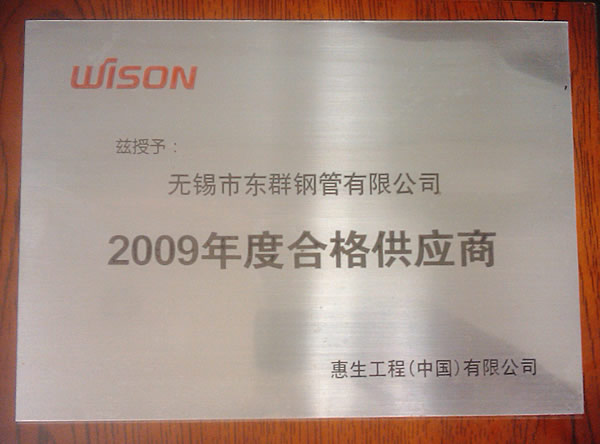 WISON
兹授予：
无锡市东群钢管有限公司
2009年度合格供应商
惠生工程(中国)有限公司